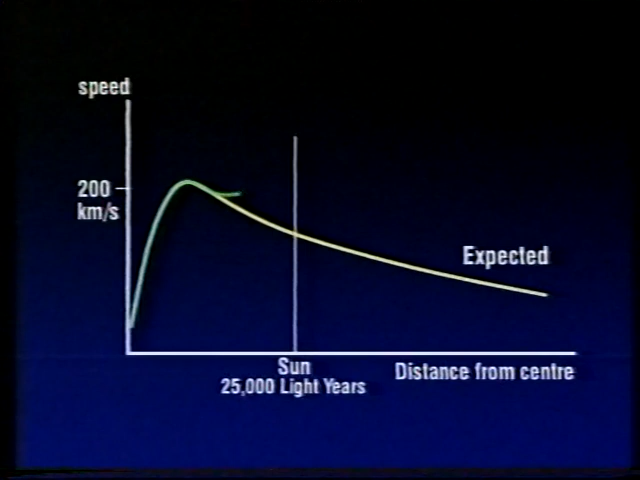 speed
200
km/s
Expected
Sun
25,000 Light Years
Distance from centre